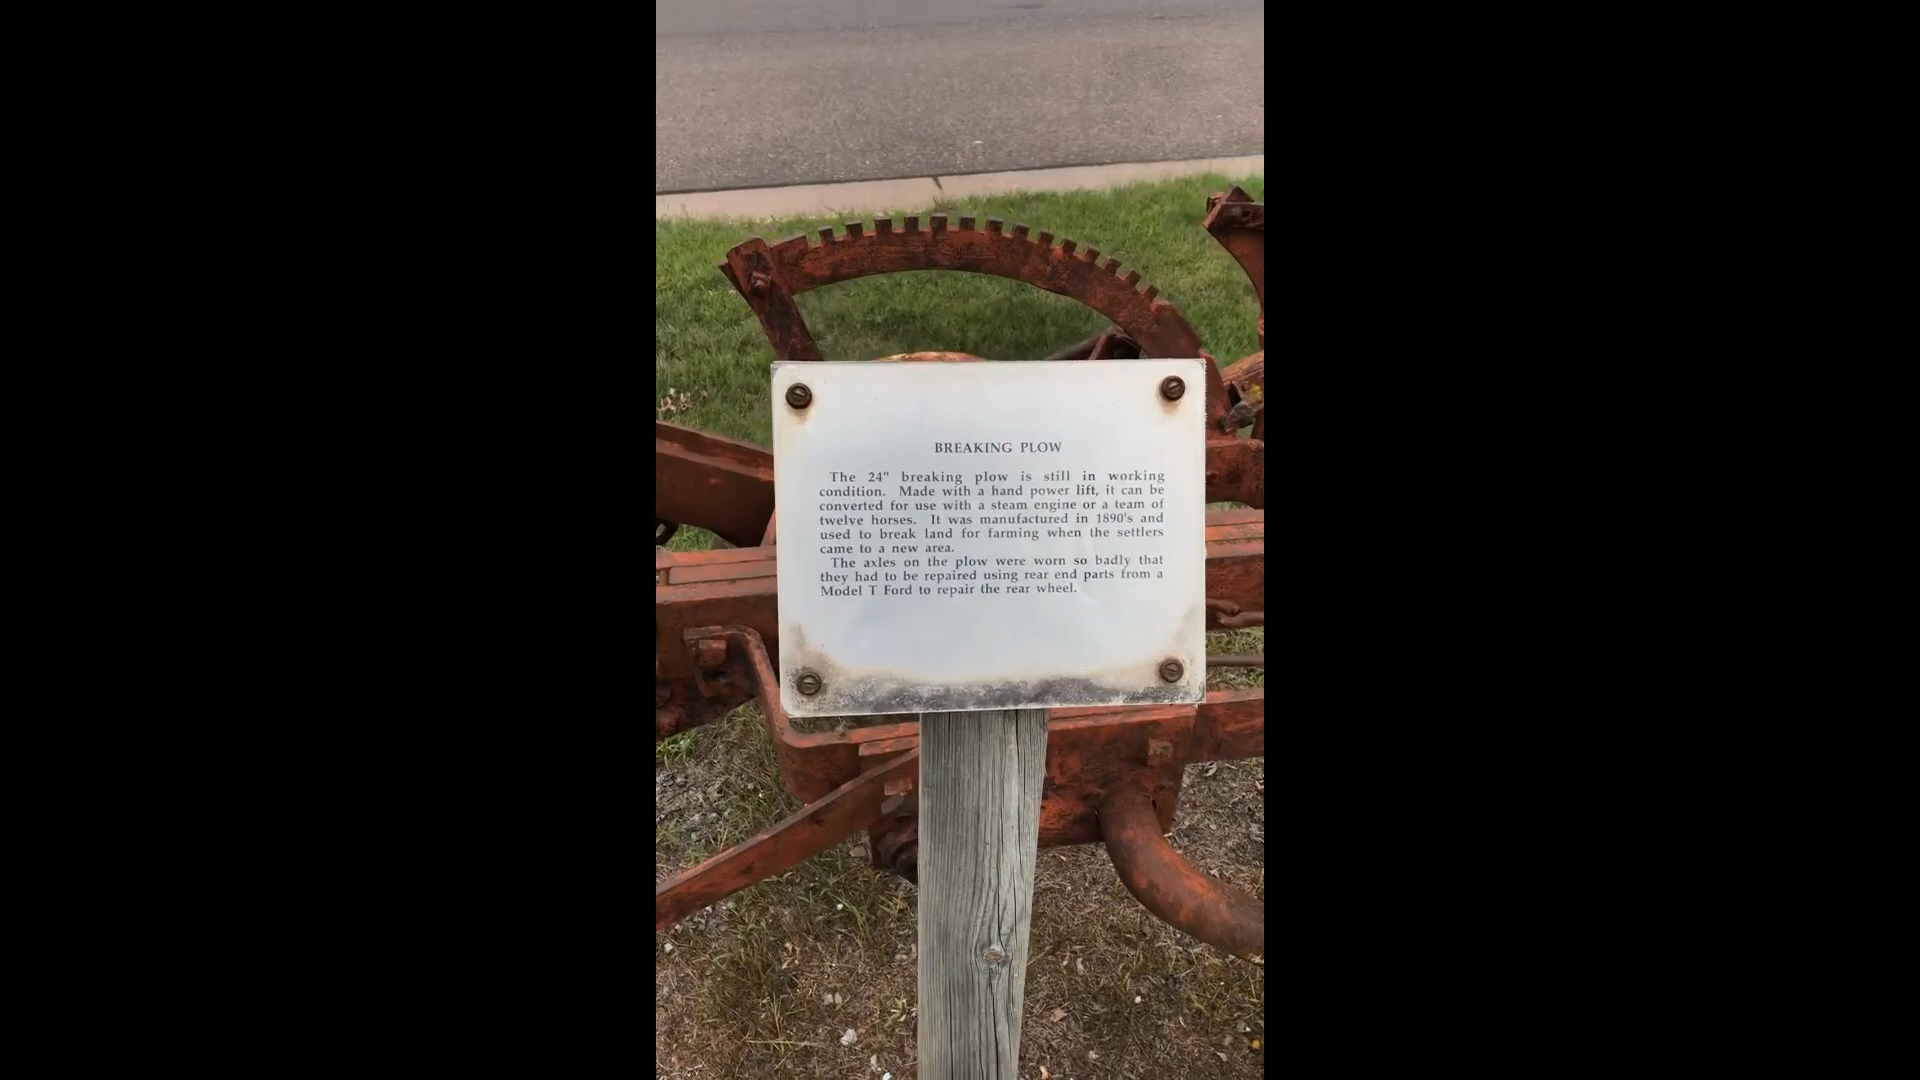 BREAKING PLOW
The 24" breaking plow is still in working
condition. Made with a hand power lift, it can be
converted for use with a steam engine or a team of
twelve horses. It was manufactured in 1890's and
used to break land for farming when the settlers
came to a new area.
The axles on the plow were worn so badly that
they had to be repaired using rear end parts from a
Model T Ford to repair the rear wheel.